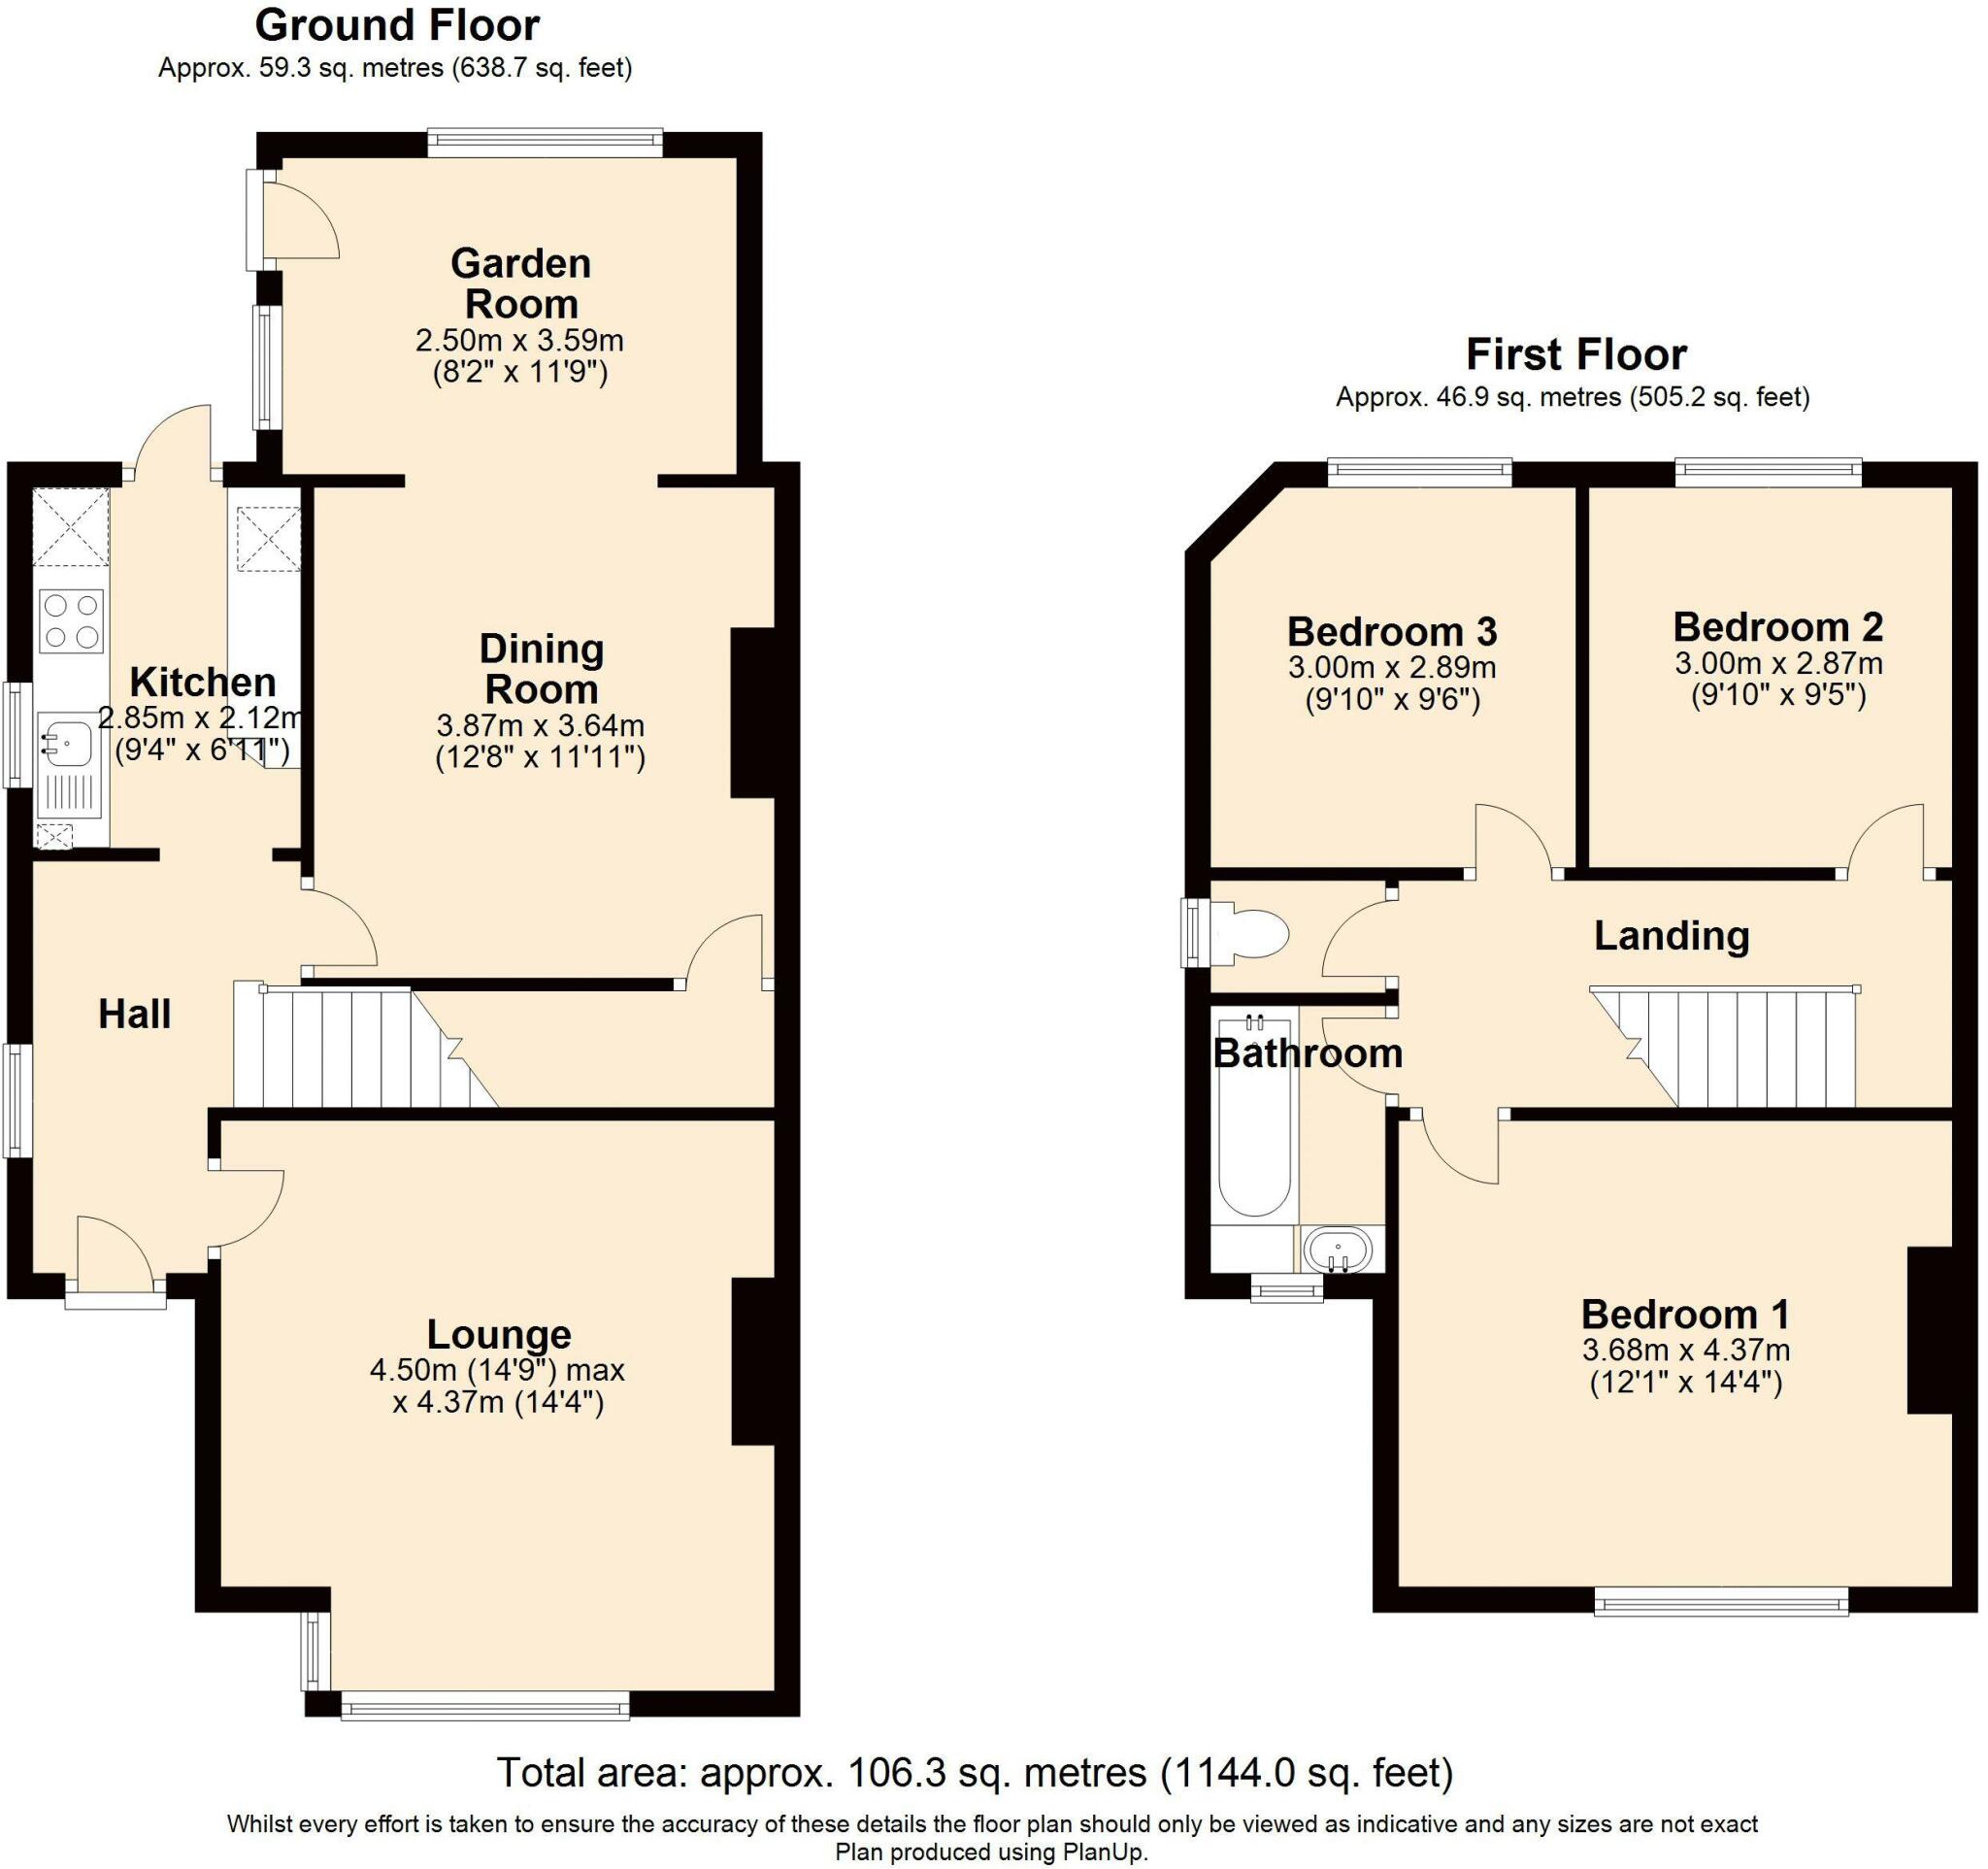 Ground Floor
Approx. 59.3 sq. metres (638.7 sq. feet)
Garden
Room
2.50m x 3.59m
(8'2" x 11'9")
Kitchen
2.85m x 2.12m
(9'4" x 6'11")
Dining
Room
3.87m x 3.64m
(12'8" x 11'11")
Hall
Lounge
4.50m (14'9") max
x 4.37m (14'4")
First Floor
Approx. 46.9 sq. metres (505.2 sq. feet)
Bedroom 3
3.00m x 2.89m
(9'10" x 9'6")
Bedroom 2
3.00m x 2.87m
(9'10" x 9'5")
Landing
Bathroom
Bedroom 1
3.68m x 4.37m
(12'1" x 14'4")
Total area: approx. 106.3 sq. metres (1144.0 sq. feet)
Whilst every effort is taken to ensure the accuracy of these details the floor plan should only be viewed as indicative and any sizes are not exact
Plan produced using PlanUp.